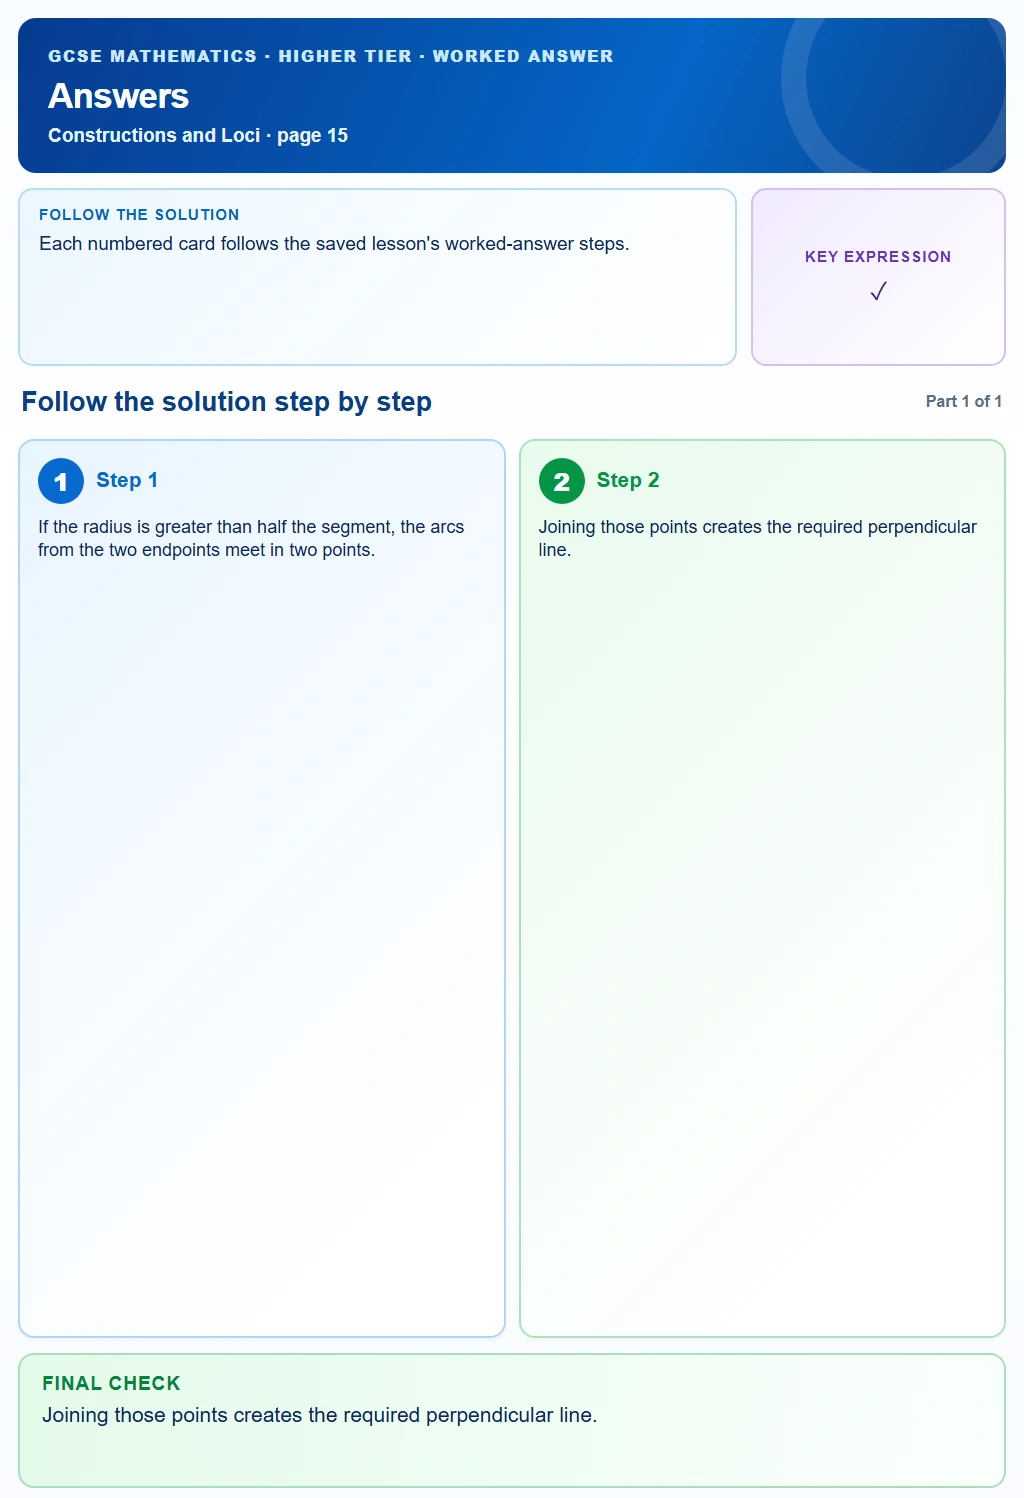 GCSE MATHEMATICS · HIGHER TIER · WORKED ANSWER
Answers
Constructions and Loci · page 15
FOLLOW THE SOLUTION
Each numbered card follows the saved lesson's worked-answer steps.
KEY EXPRESSION
✓
Follow the solution step by step
Part 1 of 1
1 Step 1
If the radius is greater than half the segment, the arcs
from the two endpoints meet in two points.
2 Step 2
Joining those points creates the required perpendicular
line.
FINAL CHECK
Joining those points creates the required perpendicular line.